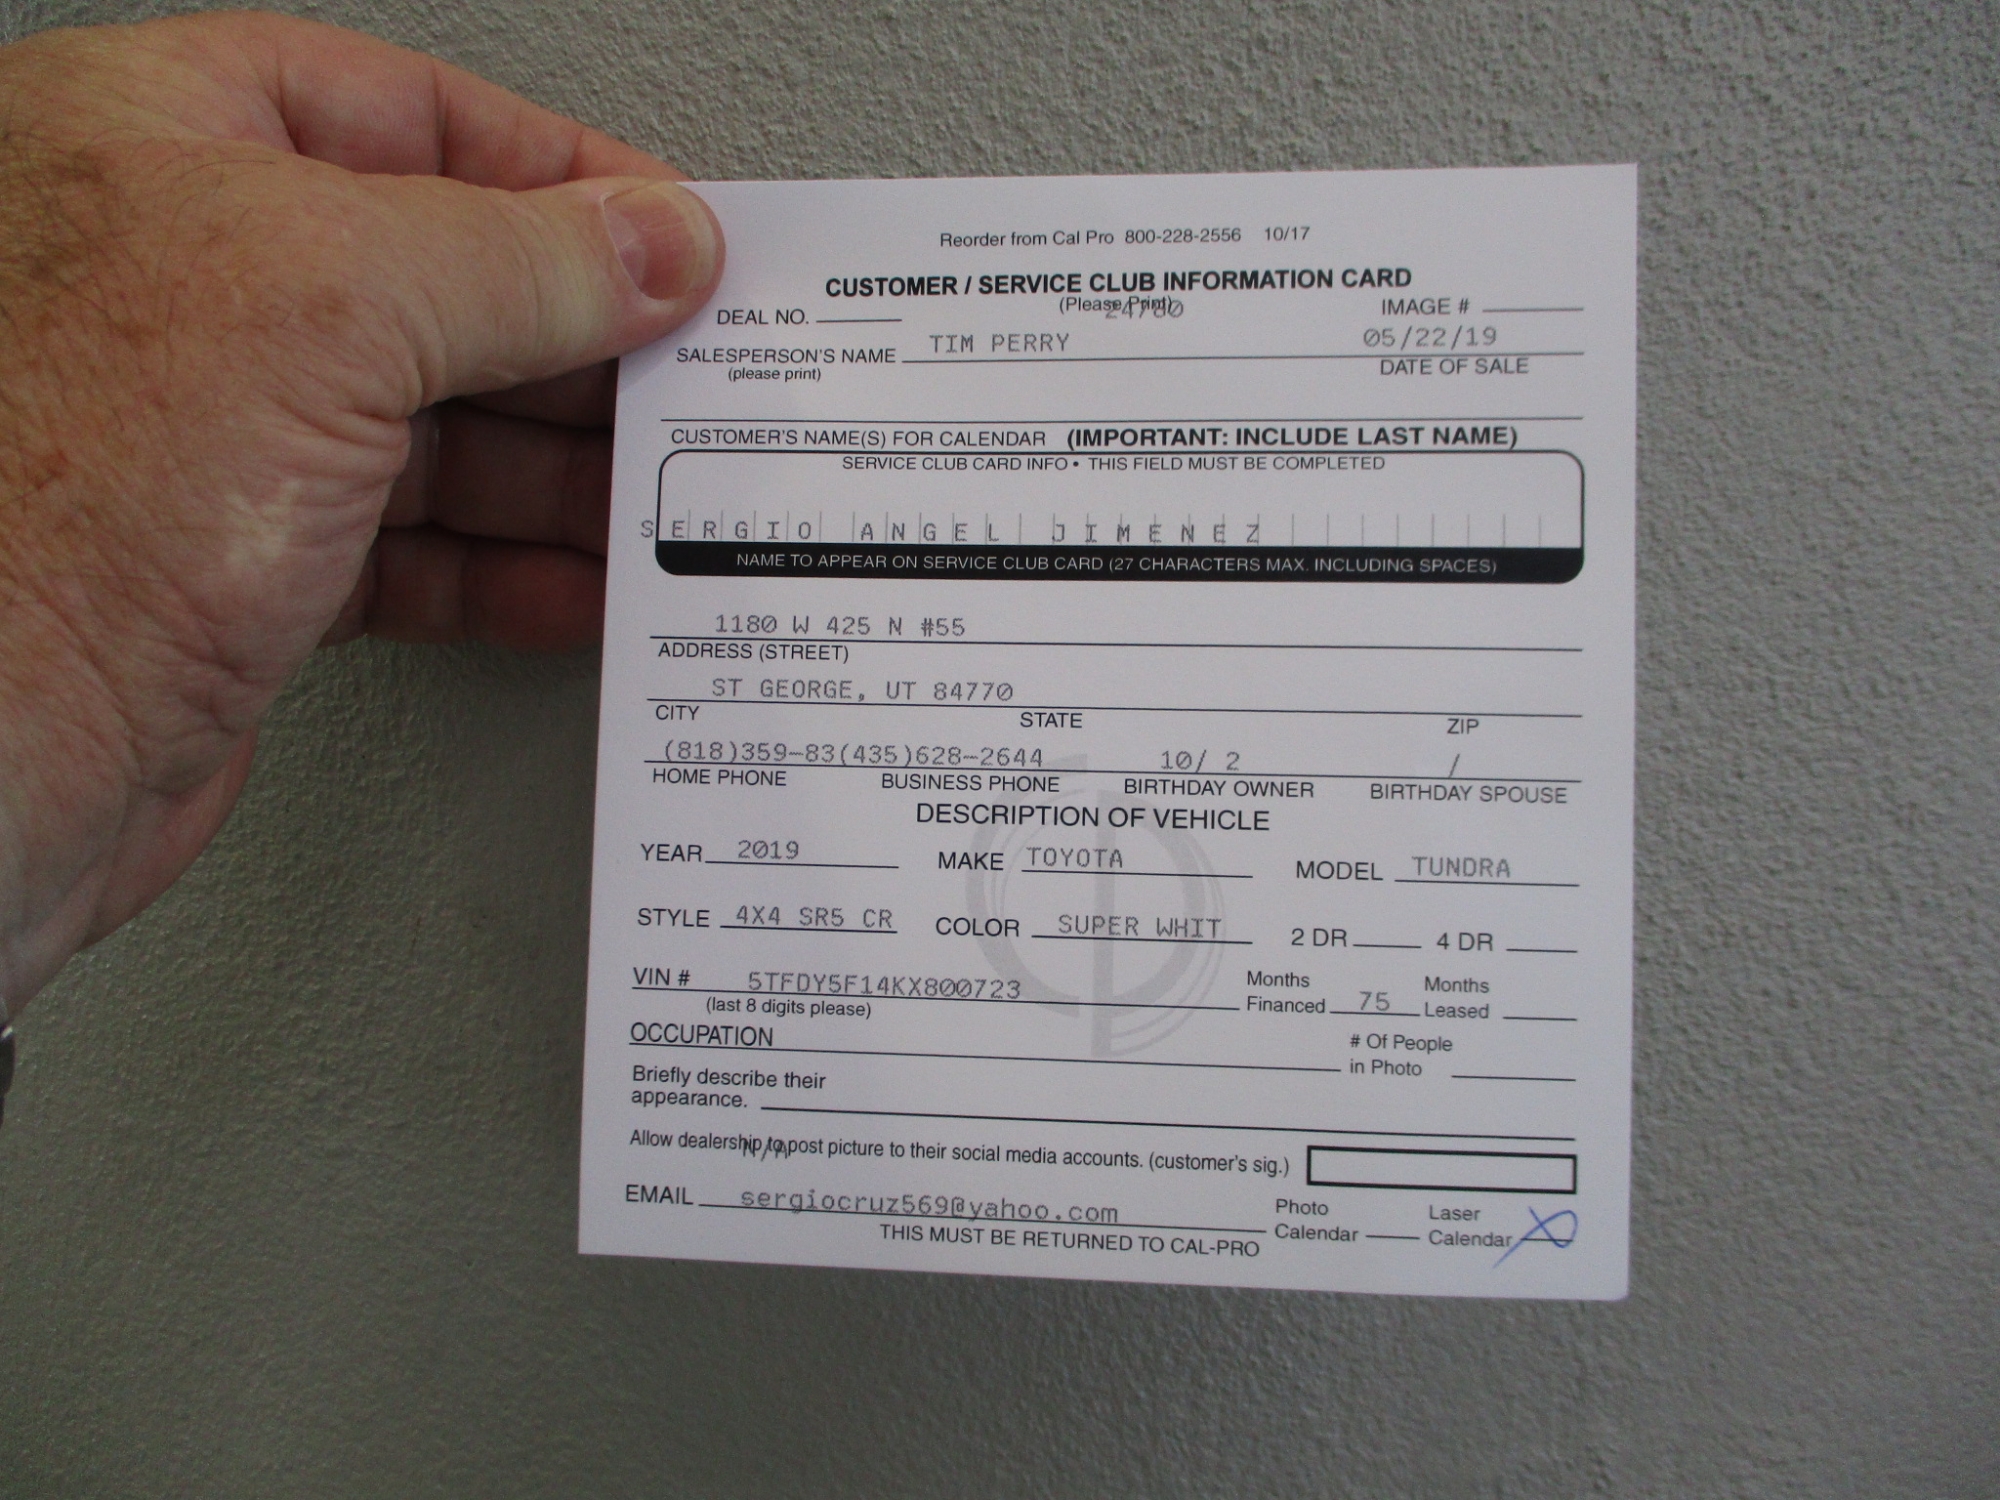 Reorder from Cal Pro 800-228-2556 10/17
CUSTOMER / SERVICE CLUB INFORMATION CARD
(Please Print)
DEAL NO. 24780 IMAGE #
SALESPERSON'S NAME TIM PERRY 05/22/19
(please print) DATE OF SALE
CUSTOMER'S NAME(S) FOR CALENDAR (IMPORTANT: INCLUDE LAST NAME)
SERVICE CLUB CARD INFO • THIS FIELD MUST BE COMPLETED
SERGIO ANGEL JIMENEZ
NAME TO APPEAR ON SERVICE CLUB CARD (27 CHARACTERS MAX. INCLUDING SPACES)
1180 W 425 N #55
ADDRESS (STREET)
ST GEORGE, UT 84770
CITY STATE ZIP
(818)359-83(435)628-2644 10/ 2 /
HOME PHONE BUSINESS PHONE BIRTHDAY OWNER BIRTHDAY SPOUSE
DESCRIPTION OF VEHICLE
YEAR 2019 MAKE TOYOTA MODEL TUNDRA
STYLE 4X4 SR5 CR COLOR SUPER WHIT 2 DR 4 DR
VIN # 5TFDY5F14KX800723 Months Financed 75 Months Leased
(last 8 digits please)
OCCUPATION # Of People in Photo
Briefly describe their
appearance.
Allow dealership to post picture to their social media accounts. (customer's sig.)
N/A
EMAIL sergiocruz569@yahoo.com Photo Calendar Laser Calendar X
THIS MUST BE RETURNED TO CAL-PRO